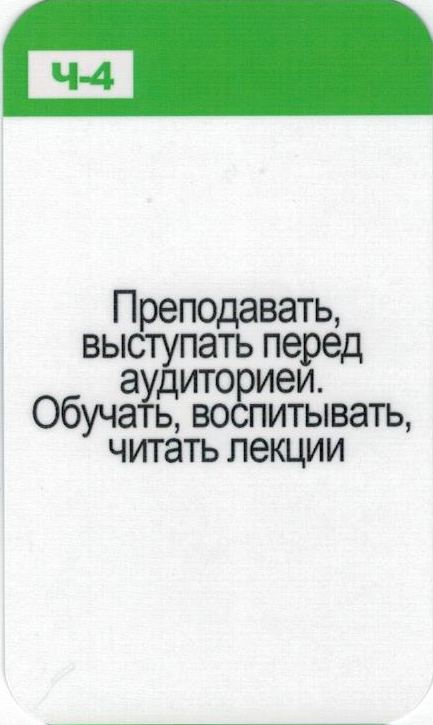 Ч-4
Преподавать,
выступать перед
аудиторией.
Обучать, воспитывать,
читать лекции